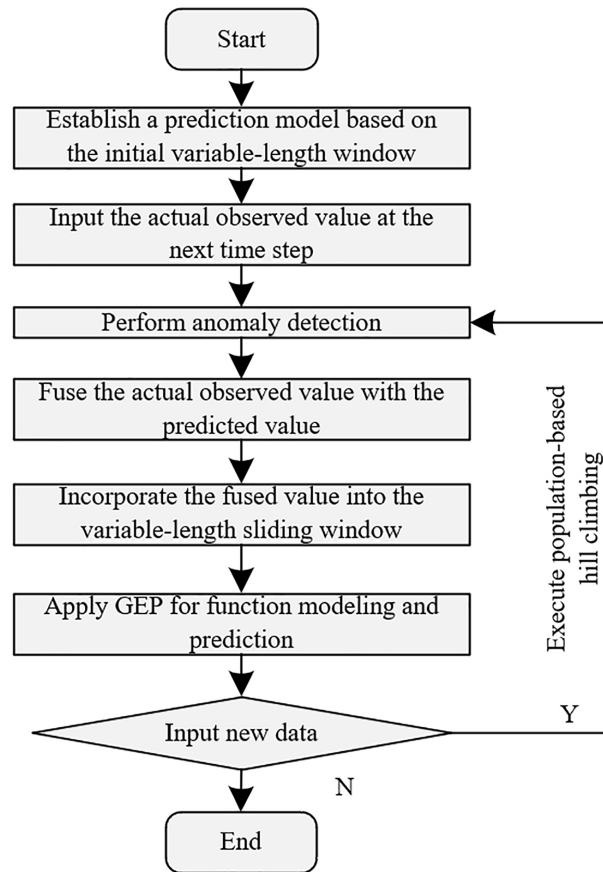 Start
Establish a prediction model based on
the initial variable-length window
Input the actual observed value at the
next time step
Perform anomaly detection
Fuse the actual observed value with the
predicted value
Incorporate the fused value into the
variable-length sliding window
Apply GEP for function modeling and
prediction
Execute population-based
hill climbing
Input new data
Y
N
End